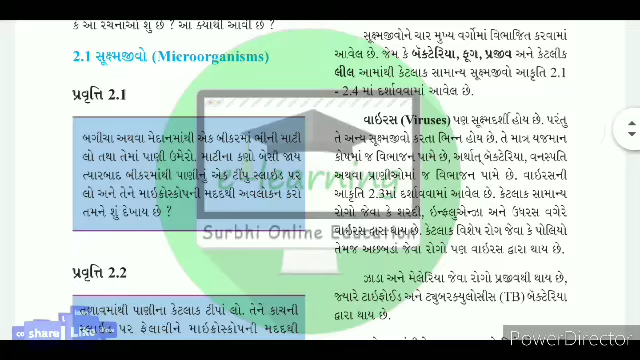 ક આ રચનાઓ શુ છે ? આ ક્યાથી આવી છે ?
2.1 સૂક્ષ્મજીવો (Microorganisms)
પ્રવૃત્તિ 2.1
બગીચા અથવા મેદાનમાંથી એક બીકરમાં ભીની માટી
લો તથા તેમાં પાણી ઉમેરો. માટીના કણો બેસી જાય
ત્યારબાદ બીકરમાંથી પાણીનું એક ટીપુ સ્લાઇડ પર
લો અને તેને માઇક્રોસ્કોપની મદદથી અવલોકન કરો
તમને શું દેખાય છે ?
પ્રવૃત્તિ 2.2
તળાવમાંથી પાણીના કેટલાક ટીપાં લો. તેને કાચની
સ્લાઇડ પર ફેલાવીને માઇક્રોસ્કોપની મદદથી
સૂક્ષ્મજીવોને ચાર મુખ્ય વર્ગોમાં વિભાજિત કરવામાં
આવેલ છે. જેમ કે બૅક્ટેરિયા, ફૂગ, પ્રજીવ અને કેટલીક
લીલ આમાંથી કેટલાક સામાન્ય સૂક્ષ્મજીવો આકૃતિ 2.1
- 2.4 માં દર્શાવવામાં આવેલ છે.
વાઇરસ (Viruses) પણ સૂક્ષ્મદર્શી હોય છે. પરંતુ
તે અન્ય સૂક્ષ્મજીવો કરતા ભિન્ન હોય છે. તે માત્ર યજમાન
કોષમાં જ વિભાજન પામે છે, અર્થાત્ બેક્ટેરિયા, વનસ્પતિ
અથવા પ્રાણીઓમાં જ વિભાજન પામે છે. વાઇરસની
આકૃતિ 2.3માં દર્શાવવામાં આવેલ છે. કેટલાક સામાન્ય
રોગો જેવા કે શરદી, ઇન્ફલુએન્ઝા અને ઉધરસ વગેરે
વાઇરસ દ્વારા થાય છે. કેટલાક વિશેષ રોગ જેવા કે પોલિયો
તેમજ અછબડાં જેવા રોગો પણ વાઇરસ દ્વારા થાય છે.
ઝાડા અને મેલેરિયા જેવા રોગો પ્રજીવથી થાય છે,
જ્યારે ટાઇફોઇડ અને ટ્યુબરક્યુલોસીસ (TB) બેક્ટેરિયા
દ્વારા થાય છે.
e-learning
Surbhi Online Education
share
Like
PowerDirector